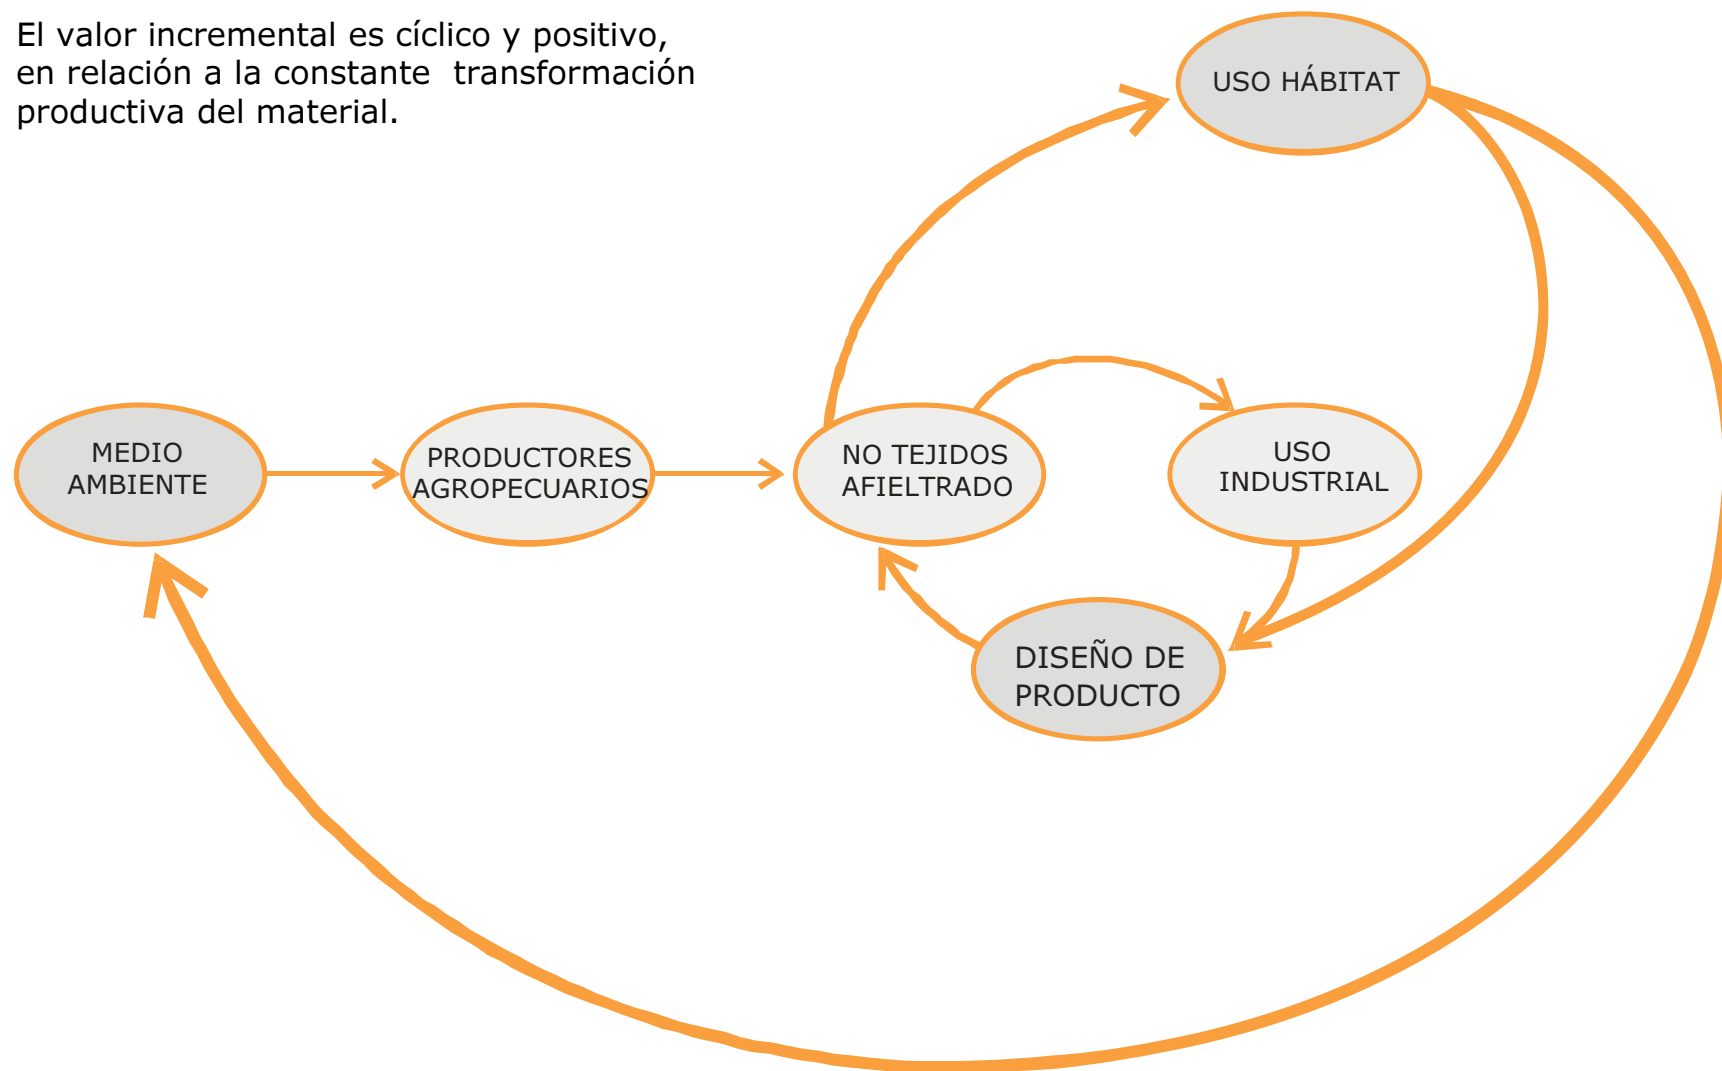 El valor incremental es cíclico y positivo,
en relación a la constante  transformación
productiva del material.
USO HÁBITAT
MEDIO
AMBIENTE
PRODUCTORES
AGROPECUARIOS
NO TEJIDOS
AFIELTRADO
USO
INDUSTRIAL
DISEÑO DE
PRODUCTO